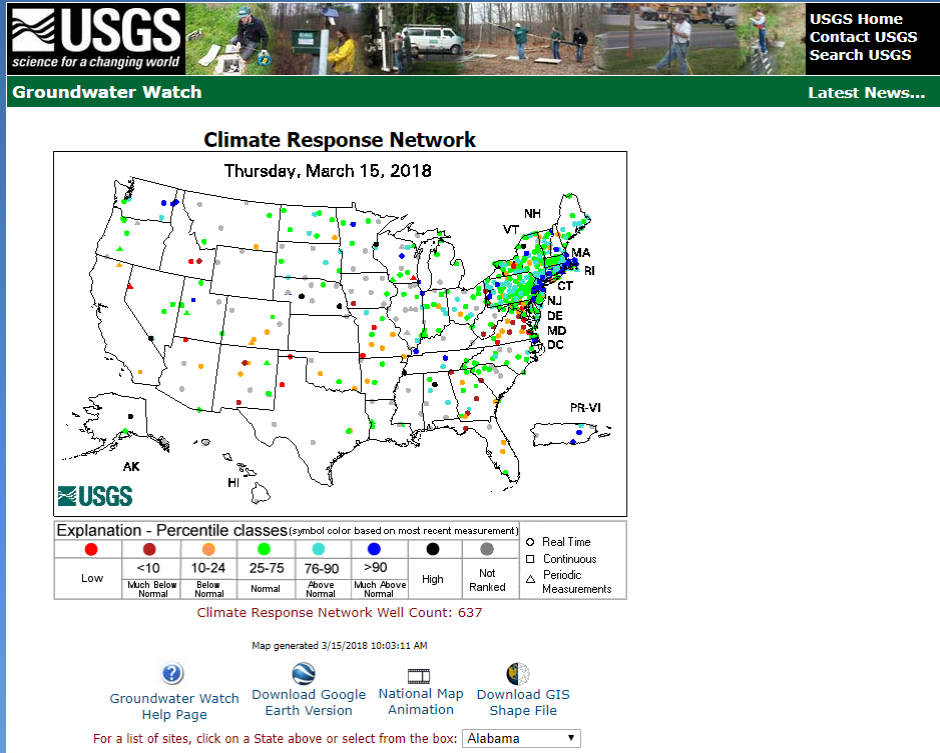 USGS
science for a changing world
USGS Home
Contact USGS
Search USGS
Groundwater Watch
Latest News...
Climate Response Network
Thursday, March 15, 2018
NH
VT
MA
RI
CT
NJ
DE
MD
DC
PR-VI
AK
HI
USGS
Explanation - Percentile classes (symbol color based on most recent measurement)
Low
<10
Much Below
Normal
10-24
Below
Normal
25-75
Normal
76-90
Above
Normal
>90
Much Above
Normal
High
Not
Ranked
Real Time
Continuous
Periodic
Measurements
Climate Response Network Well Count: 637
Map generated 3/15/2018 10:03:11 AM
Groundwater Watch
Help Page
Download Google
Earth Version
National Map
Animation
Download GIS
Shape File
For a list of sites, click on a State above or select from the box: Alabama